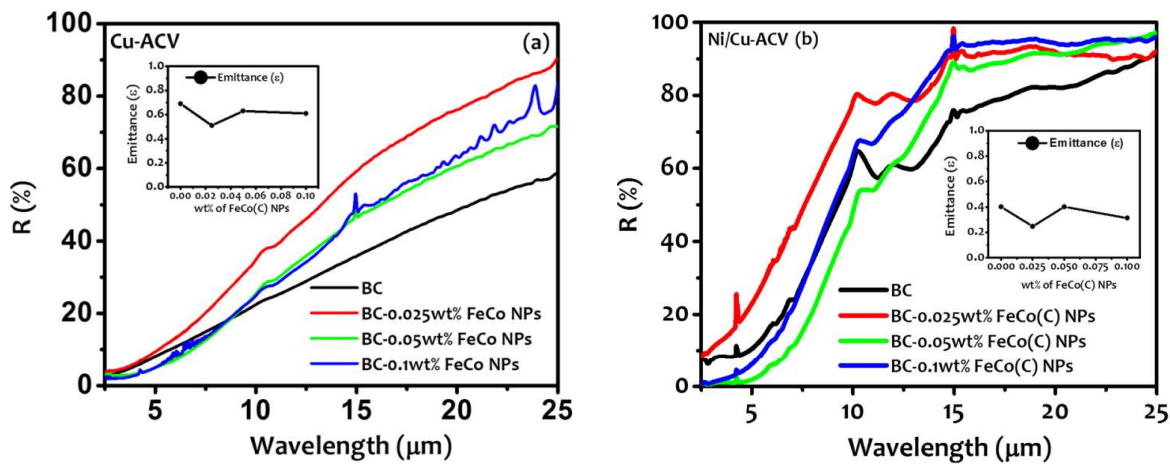 Cu-ACV
(a)
Emittance (ε)
1.0
0.8
0.6
0.4
0.2
0.0
Emittance (ε)
0.00 0.02 0.04 0.06 0.08 0.10
wt% of FeCo(C) NPs
100
80
60
40
20
0
R (%)
BC
BC-0.025wt% FeCo NPs
BC-0.05wt% FeCo NPs
BC-0.1wt% FeCo NPs
5 10 15 20 25
Wavelength (μm)
Ni/Cu-ACV (b)
100
80
60
40
20
0
R (%)
Emittance (ε)
1.0
0.8
0.6
0.4
0.2
0.0
Emittance (ε)
0.000 0.025 0.050 0.075 0.100
wt% of FeCo(C) NPs
BC
BC-0.025wt% FeCo(C) NPs
BC-0.05wt% FeCo(C) NPs
BC-0.1wt% FeCo(C) NPs
5 10 15 20 25
Wavelength (μm)